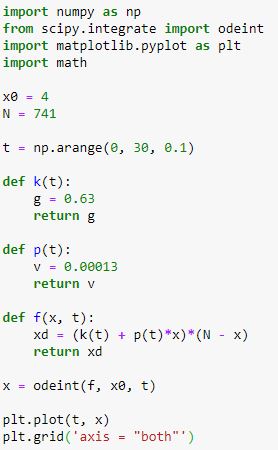 import numpy as np
from scipy.integrate import odeint
import matplotlib.pyplot as plt
import math

x0 = 4
N = 741

t = np.arange(0, 30, 0.1)

def k(t):
    g = 0.63
    return g

def p(t):
    v = 0.00013
    return v

def f(x, t):
    xd = (k(t) + p(t)*x)*(N - x)
    return xd

x = odeint(f, x0, t)

plt.plot(t, x)
plt.grid('axis = "both"')